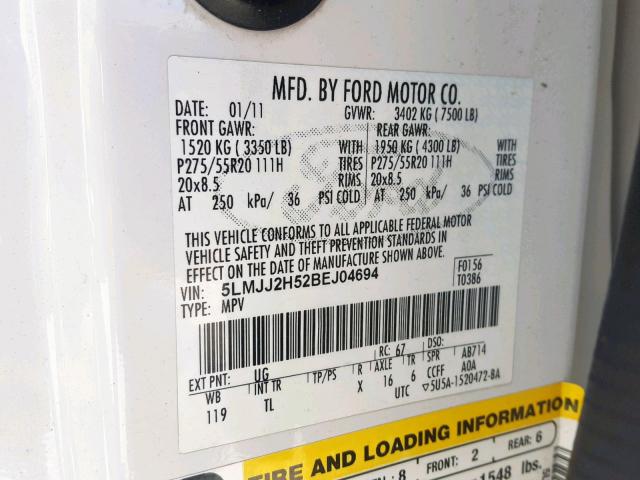 MFD. BY FORD MOTOR CO.
DATE: 01/11 GVWR: 3402 KG ( 7500 LB)
FRONT GAWR: REAR GAWR:
1520 KG ( 3350 LB) WITH 1950 KG ( 4300 LB) WITH
P275/55R20 111H TIRES P275/55R20 111H TIRES
20x8.5 RIMS 20x8.5 RIMS
AT 250 kPa/ 36 PSI COLD AT 250 kPa/ 36 PSI COLD
THIS VEHICLE CONFORMS TO ALL APPLICABLE FEDERAL MOTOR
VEHICLE SAFETY AND THEFT PREVENTION STANDARDS IN
EFFECT ON THE DATE OF MANUFACTURE SHOWN ABOVE.
VIN: 5LMJJ2H52BEJ04694 F0156
TYPE: MPV T0386
EXT PNT: UG RC: 67 DSO:
WB INT TR TP/PS R AXLE TR SPR AB714
119 TL X 16 6 CCFF A0A
UTC ▽5U5A-1520472-BA
TIRE AND LOADING INFORMATION
: 8 FRONT: 2 REAR: 6
1548 lbs.